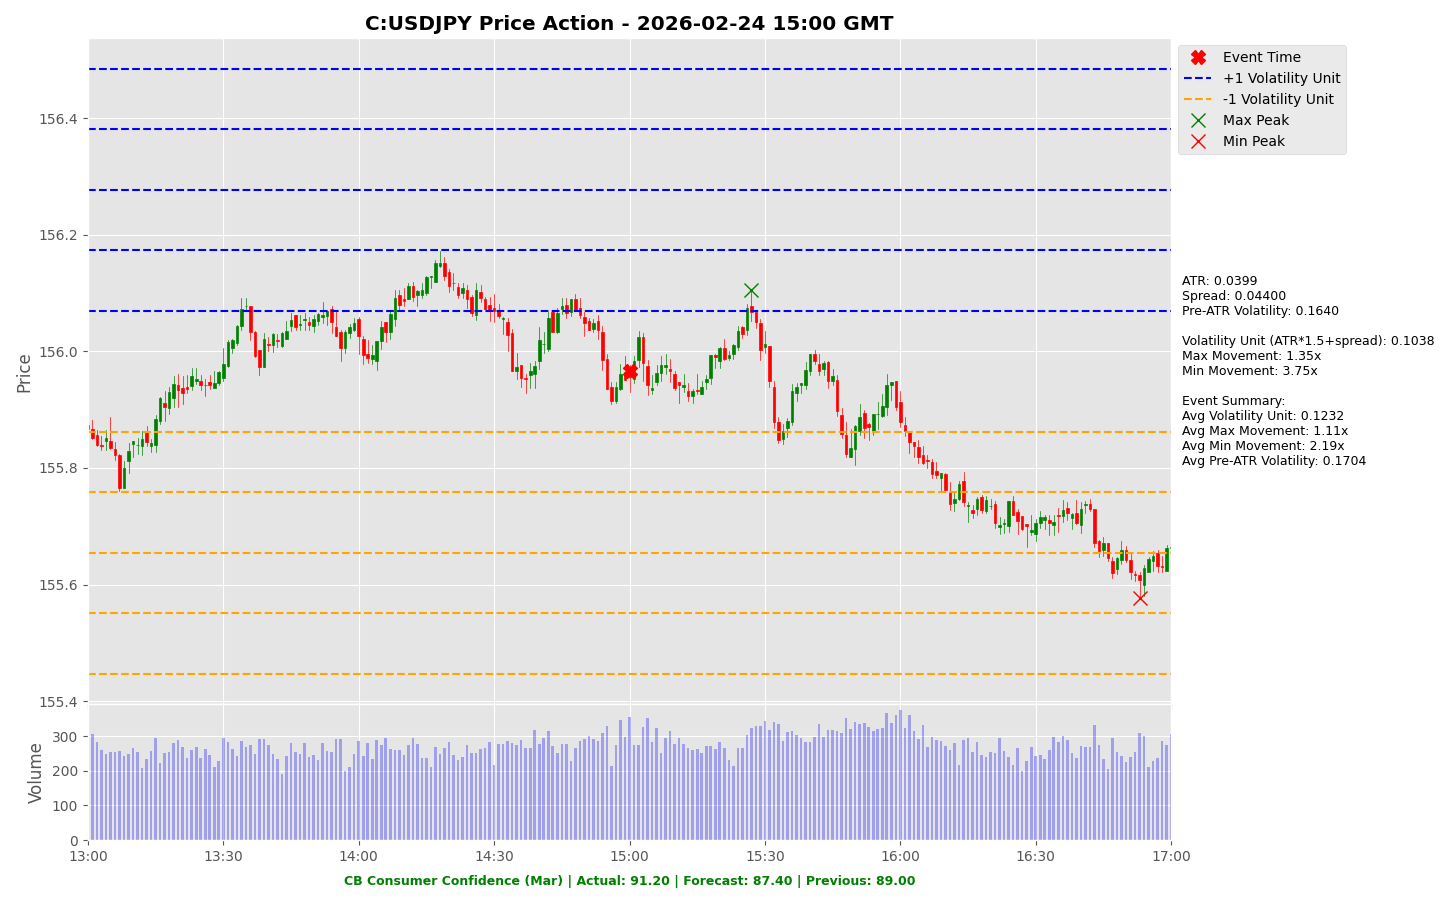 C:USDJPY Price Action - 2026-02-24 15:00 GMT
Event Time
+1 Volatility Unit
-1 Volatility Unit
Max Peak
Min Peak
156.4
156.2
156.0
155.8
155.6
155.4
Price
ATR: 0.0399
Spread: 0.04400
Pre-ATR Volatility: 0.1640
Volatility Unit (ATR*1.5+spread): 0.1038
Max Movement: 1.35x
Min Movement: 3.75x
Event Summary:
Avg Volatility Unit: 0.1232
Avg Max Movement: 1.11x
Avg Min Movement: 2.19x
Avg Pre-ATR Volatility: 0.1704
300
200
100
0
Volume
13:00 13:30 14:00 14:30 15:00 15:30 16:00 16:30 17:00
CB Consumer Confidence (Mar) | Actual: 91.20 | Forecast: 87.40 | Previous: 89.00